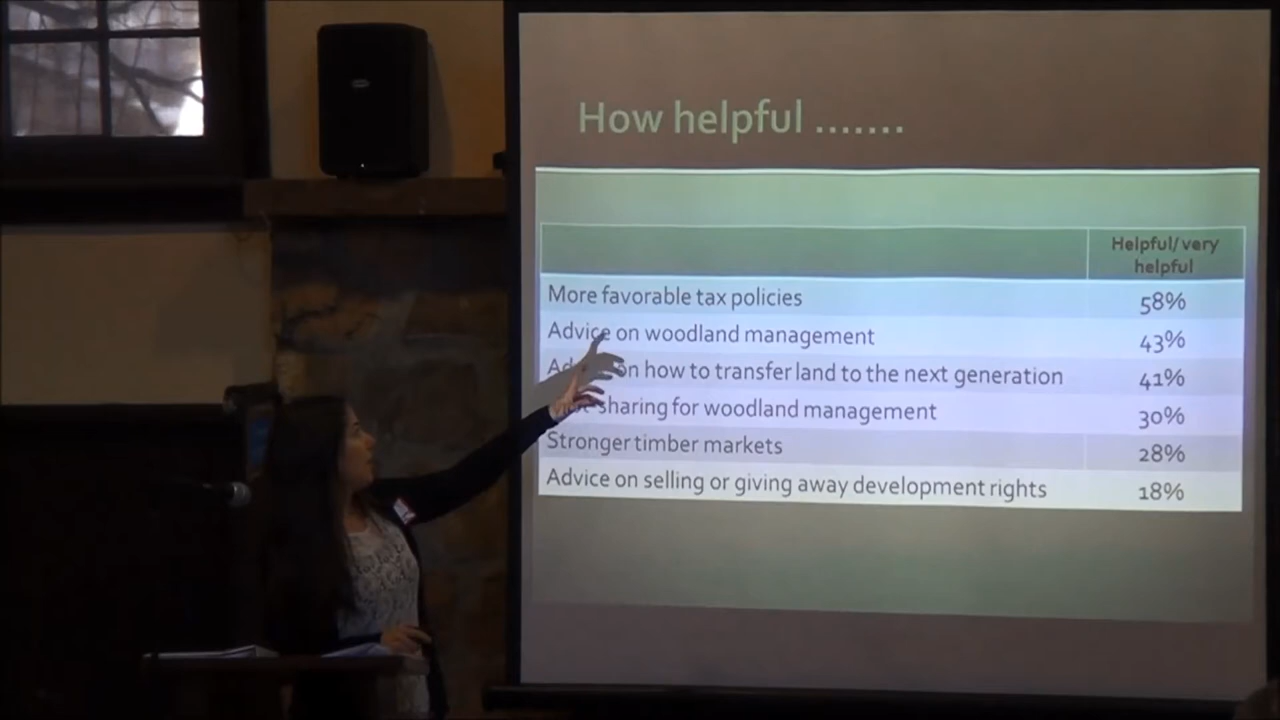 How helpful .......
Helpful/very
helpful
More favorable tax policies 58%
Advice on woodland management 43%
on how to transfer land to the next generation 41%
sharing for woodland management 30%
Stronger timber markets 28%
Advice on selling or giving away development rights 18%